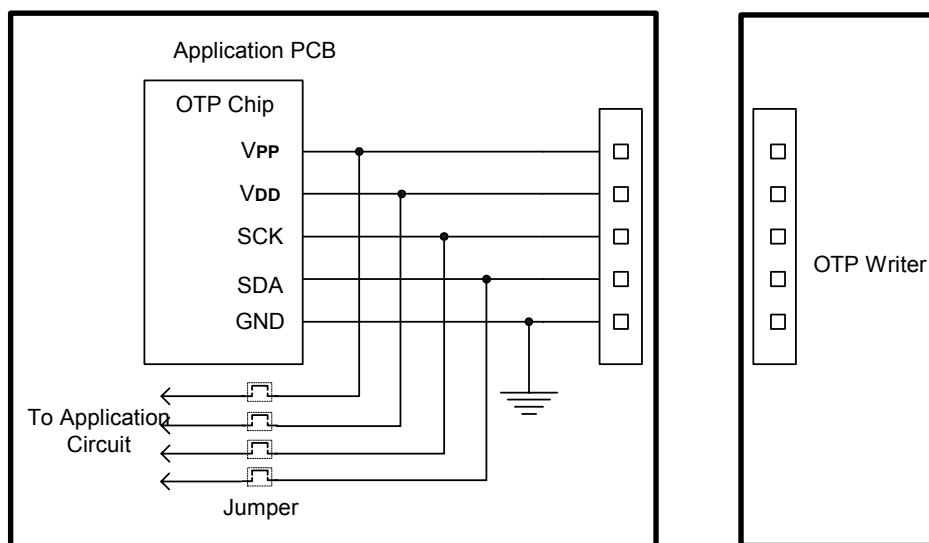 Application PCB
OTP Chip
VPP
VDD
SCK
SDA
GND
OTP Writer
To Application
Circuit
Jumper